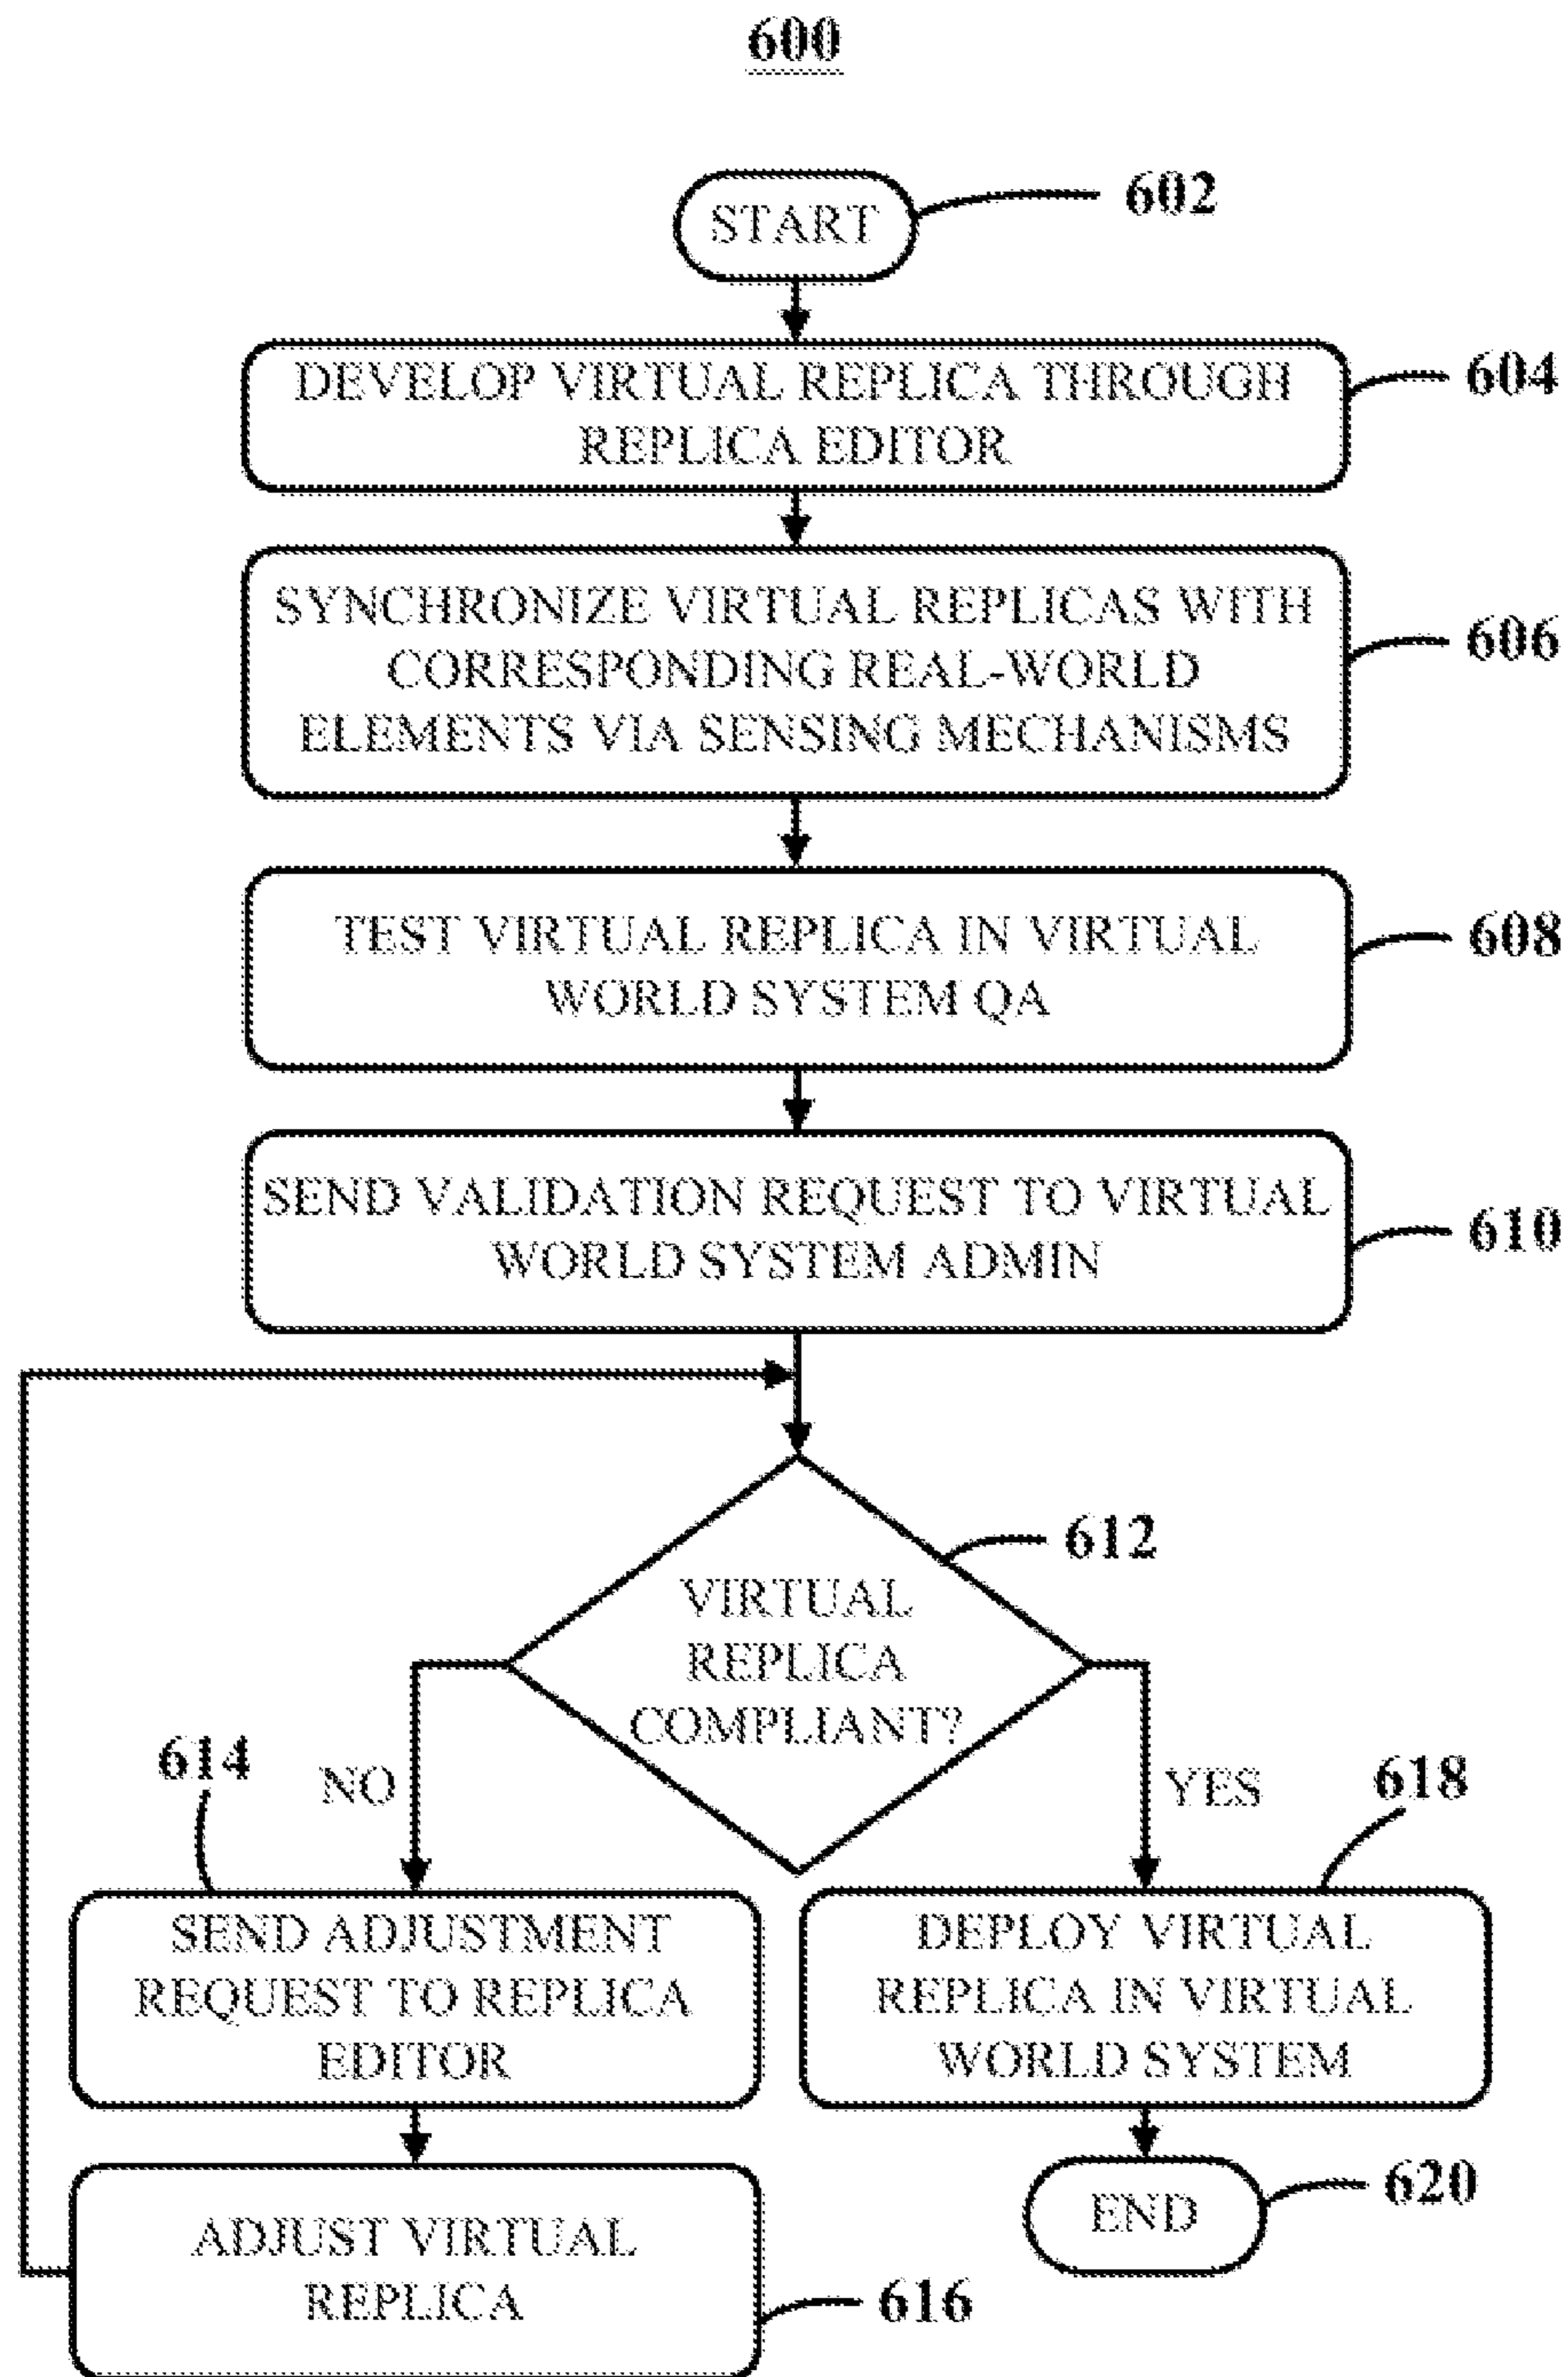 600
START
602
DEVELOP VIRTUAL REPLICA THROUGH
REPLICA EDITOR
604
SYNCHRONIZE VIRTUAL REPLICAS WITH
CORRESPONDING REAL-WORLD
ELEMENTS VIA SENSING MECHANISMS
606
TEST VIRTUAL REPLICA IN VIRTUAL
WORLD SYSTEM QA
608
SEND VALIDATION REQUEST TO VIRTUAL
WORLD SYSTEM ADMIN
610
VIRTUAL
REPLICA
COMPLIANT?
612
NO
YES
614
SEND ADJUSTMENT
REQUEST TO REPLICA
EDITOR
618
DEPLOY VIRTUAL
REPLICA IN VIRTUAL
WORLD SYSTEM
ADJUST VIRTUAL
REPLICA
616
END
620